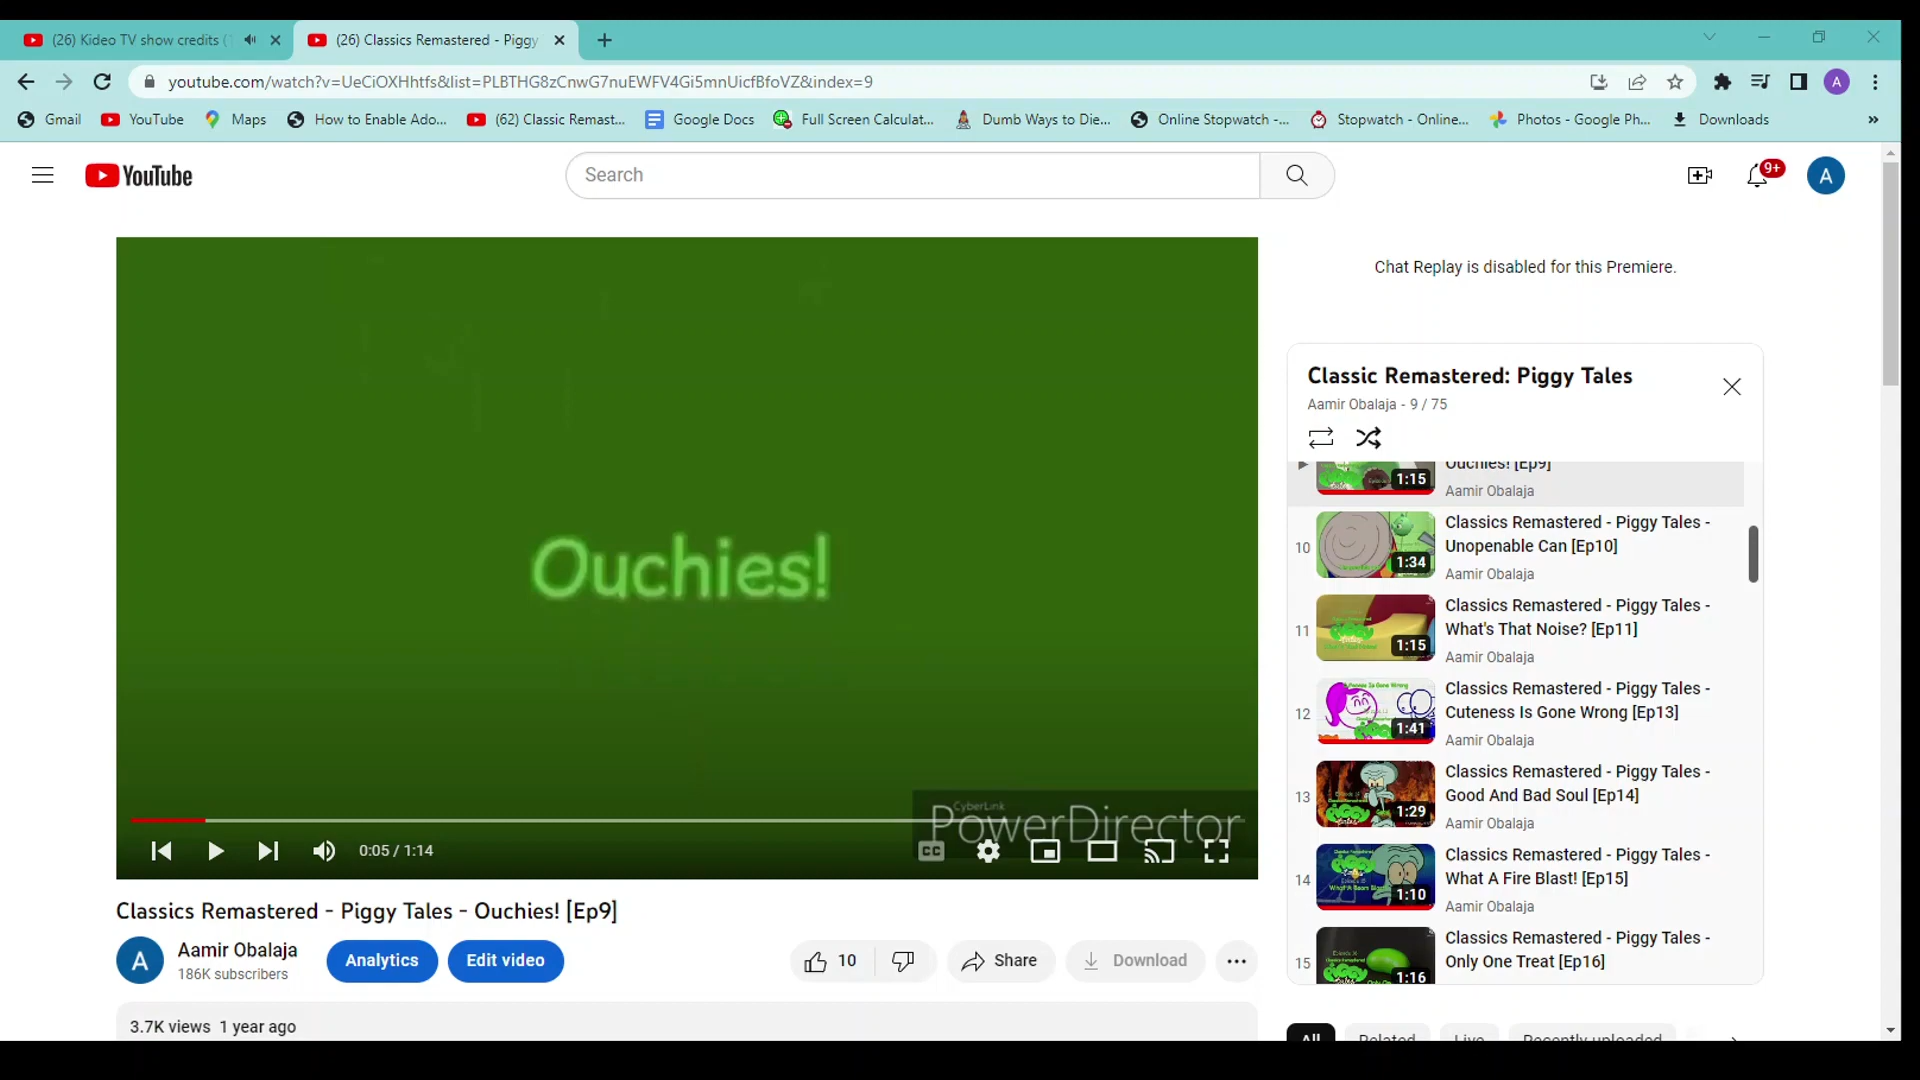 (26) Kideo TV show credits (
(26) Classics Remastered - Piggy
youtube.com/watch?v=UeCiOXHhtfs&list=PLBTHG8zCnwG7nuEWFV4Gi5mnUicfBfoVZ&index=9
A
Gmail YouTube Maps How to Enable Ado... (62) Classic Remast... Google Docs Full Screen Calculat... Dumb Ways to Die... Online Stopwatch -... Stopwatch - Online... Photos - Google Ph... Downloads »
YouTube
Search
9+
A
Ouchies!
CyberLink
PowerDirector
0:05 / 1:14
CC
Classics Remastered - Piggy Tales - Ouchies! [Ep9]
A
Aamir Obalaja
186K subscribers
Analytics
Edit video
10
Share
Download
3.7K views 1 year ago
Chat Replay is disabled for this Premiere.
Classic Remastered: Piggy Tales
Aamir Obalaja - 9 / 75
Ouchies! [Ep9]
1:15
Aamir Obalaja
10
1:34
Classics Remastered - Piggy Tales -
Unopenable Can [Ep10]
Aamir Obalaja
11
1:15
Classics Remastered - Piggy Tales -
What's That Noise? [Ep11]
Aamir Obalaja
12
1:41
Classics Remastered - Piggy Tales -
Cuteness Is Gone Wrong [Ep13]
Aamir Obalaja
13
1:29
Classics Remastered - Piggy Tales -
Good And Bad Soul [Ep14]
Aamir Obalaja
14
1:10
Classics Remastered - Piggy Tales -
What A Fire Blast! [Ep15]
Aamir Obalaja
15
1:16
Classics Remastered - Piggy Tales -
Only One Treat [Ep16]
All Related Live Recently uploaded